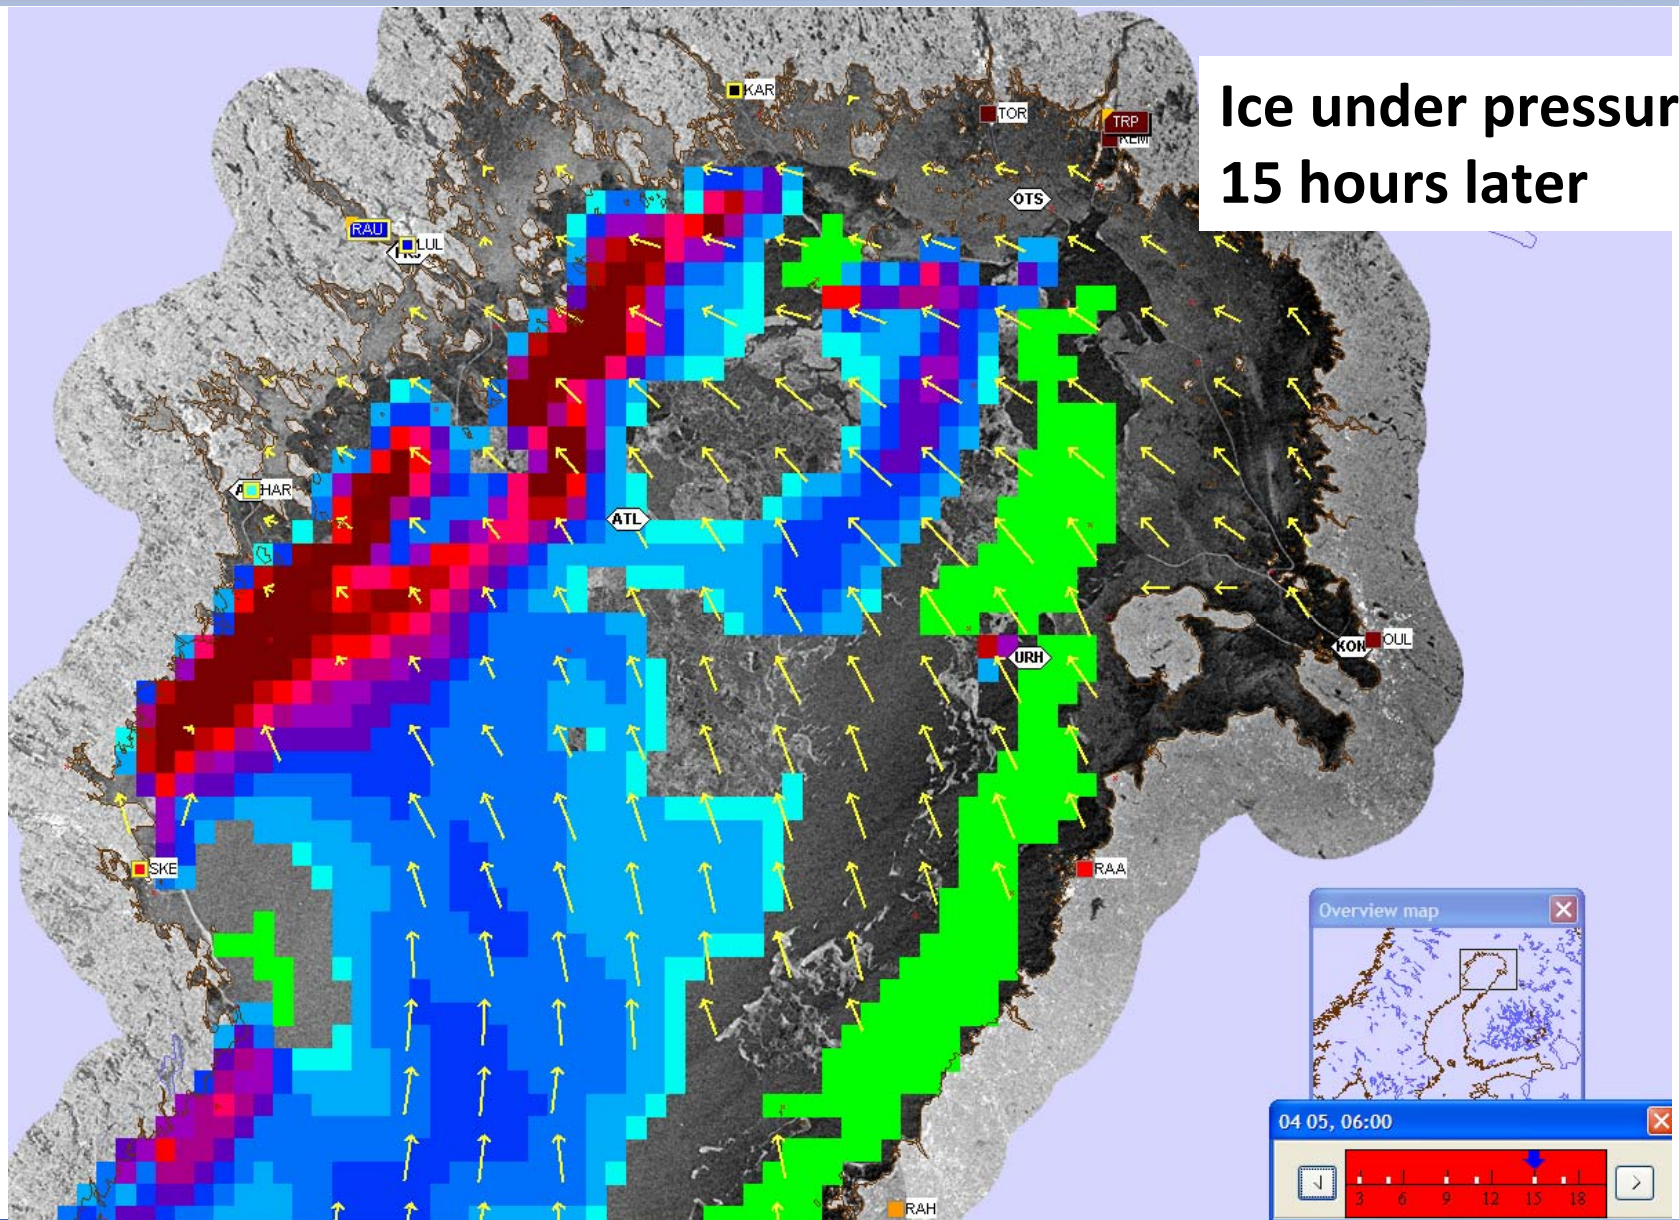 Ice under pressur
15 hours later
KAR
TOR
TRP
KEM
OTS
RAU
LUL
HAR
ATL
URH
KON
OUL
SKE
RAA
RAH
Overview map
04 05, 06:00
3 6 9 12 15 18